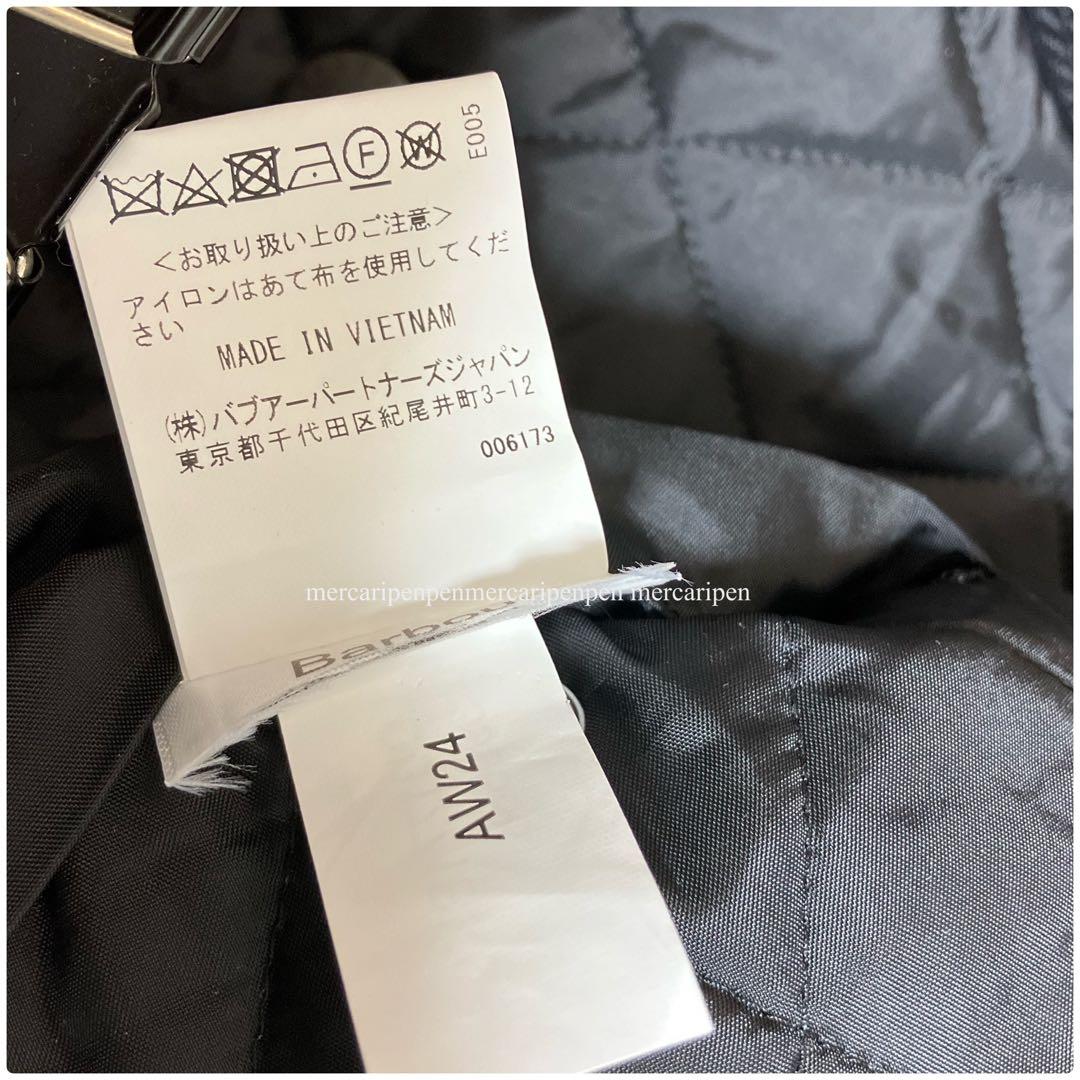 E005
F
W
<お取り扱い上のご注意>
アイロンはあて布を使用してくだ
さい
MADE IN VIETNAM
(株)バブアーパートナーズジャパン
東京都千代田区紀尾井町3-12
006173
mercaripenpenmercaripenpen mercaripen
Barbour
AW24